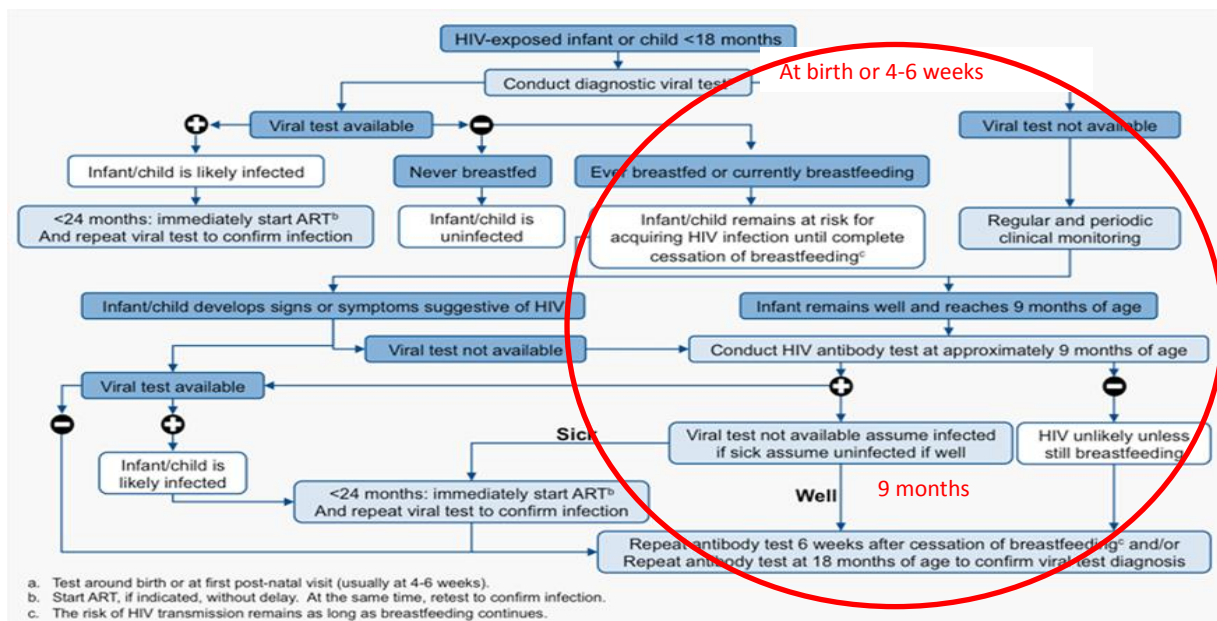 HIV-exposed infant or child <18 months
At birth or 4-6 weeks
Conduct diagnostic viral test
Viral test available
Viral test not available
Infant/child is likely infected
Never breastfed
Ever breastfed or currently breastfeeding
<24 months: immediately start ARTᵇ
And repeat viral test to confirm infection
Infant/child is
uninfected
Infant/child remains at risk for
acquiring HIV infection until complete
cessation of breastfeedingᶜ
Regular and periodic
clinical monitoring
Infant/child develops signs or symptoms suggestive of HIV
Infant remains well and reaches 9 months of age
Viral test not available
Conduct HIV antibody test at approximately 9 months of age
Viral test available
Sick
Viral test not available assume infected
if sick assume uninfected if well
HIV unlikely unless
still breastfeeding
Infant/child is
likely infected
<24 months: immediately start ARTᵇ
And repeat viral test to confirm infection
Well
9 months
Repeat antibody test 6 weeks after cessation of breastfeedingᶜ and/or
Repeat antibody test at 18 months of age to confirm viral test diagnosis
a. Test around birth or at first post-natal visit (usually at 4-6 weeks).
b. Start ART, if indicated, without delay. At the same time, retest to confirm infection.
c. The risk of HIV transmission remains as long as breastfeeding continues.